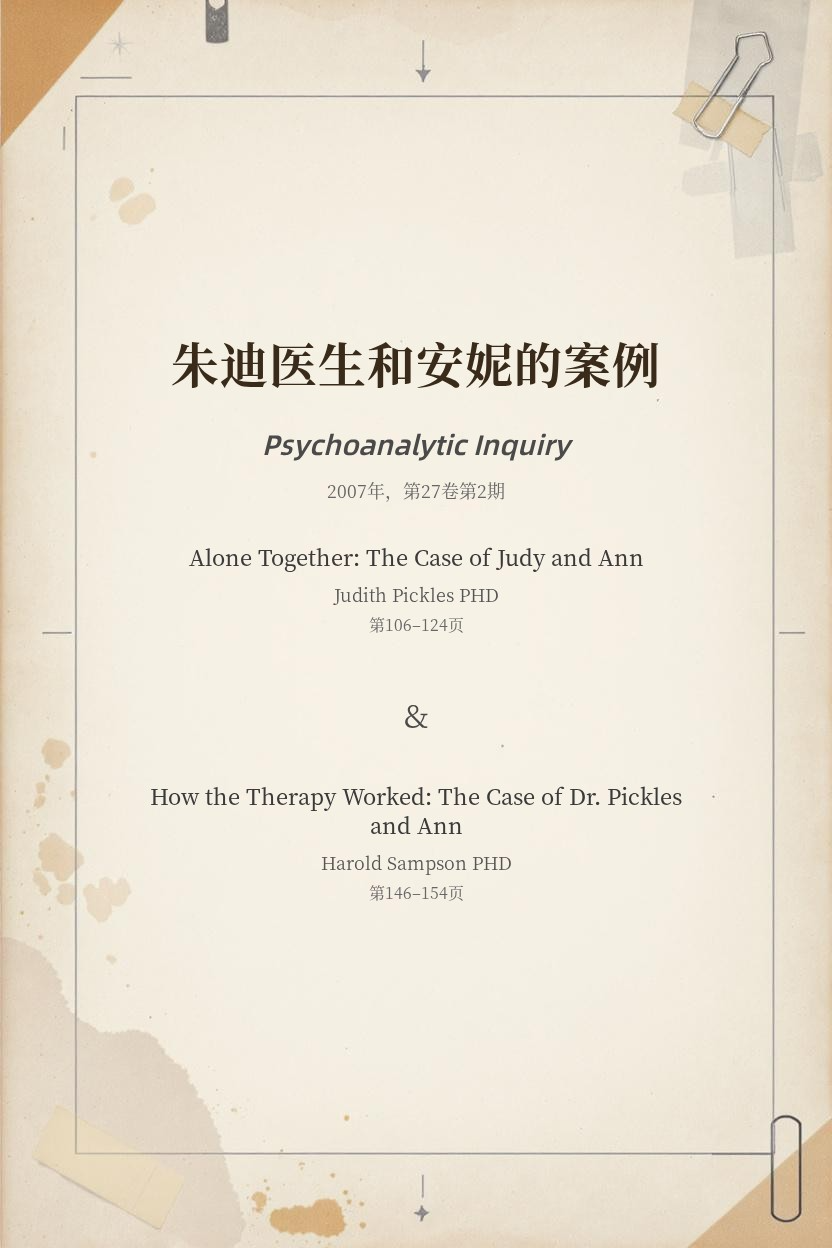 朱迪医生和安妮的案例
Psychoanalytic Inquiry
2007年，第27卷第2期
Alone Together: The Case of Judy and Ann
Judith Pickles PHD
第106–124页
&
How the Therapy Worked: The Case of Dr. Pickles
and Ann
Harold Sampson PHD
第146–154页